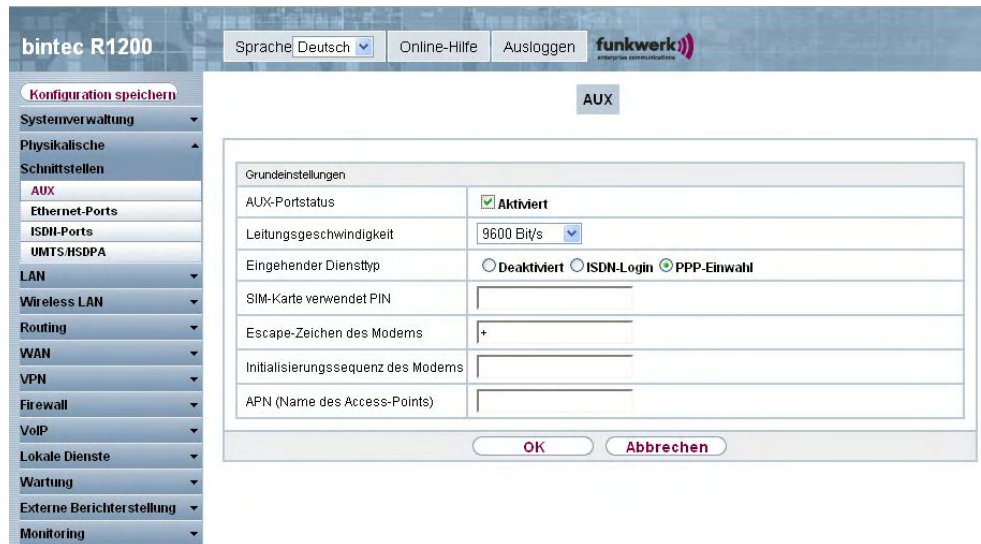 bintec R1200
Sprache Deutsch
Online-Hilfe
Ausloggen
funkwerk
enterprise communications
Konfiguration speichern
Systemverwaltung
Physikalische
Schnittstellen
AUX
Ethernet-Ports
ISDN-Ports
UMTS/HSDPA
LAN
Wireless LAN
Routing
WAN
VPN
Firewall
VoIP
Lokale Dienste
Wartung
Externe Berichterstellung
Monitoring
AUX
Grundeinstellungen
AUX-Portstatus Aktiviert
Leitungsgeschwindigkeit 9600 Bit/s
Eingehender Diensttyp Deaktiviert ISDN-Login PPP-Einwahl
SIM-Karte verwendet PIN
Escape-Zeichen des Modems +
Initialisierungssequenz des Modems
APN (Name des Access-Points)
OK Abbrechen